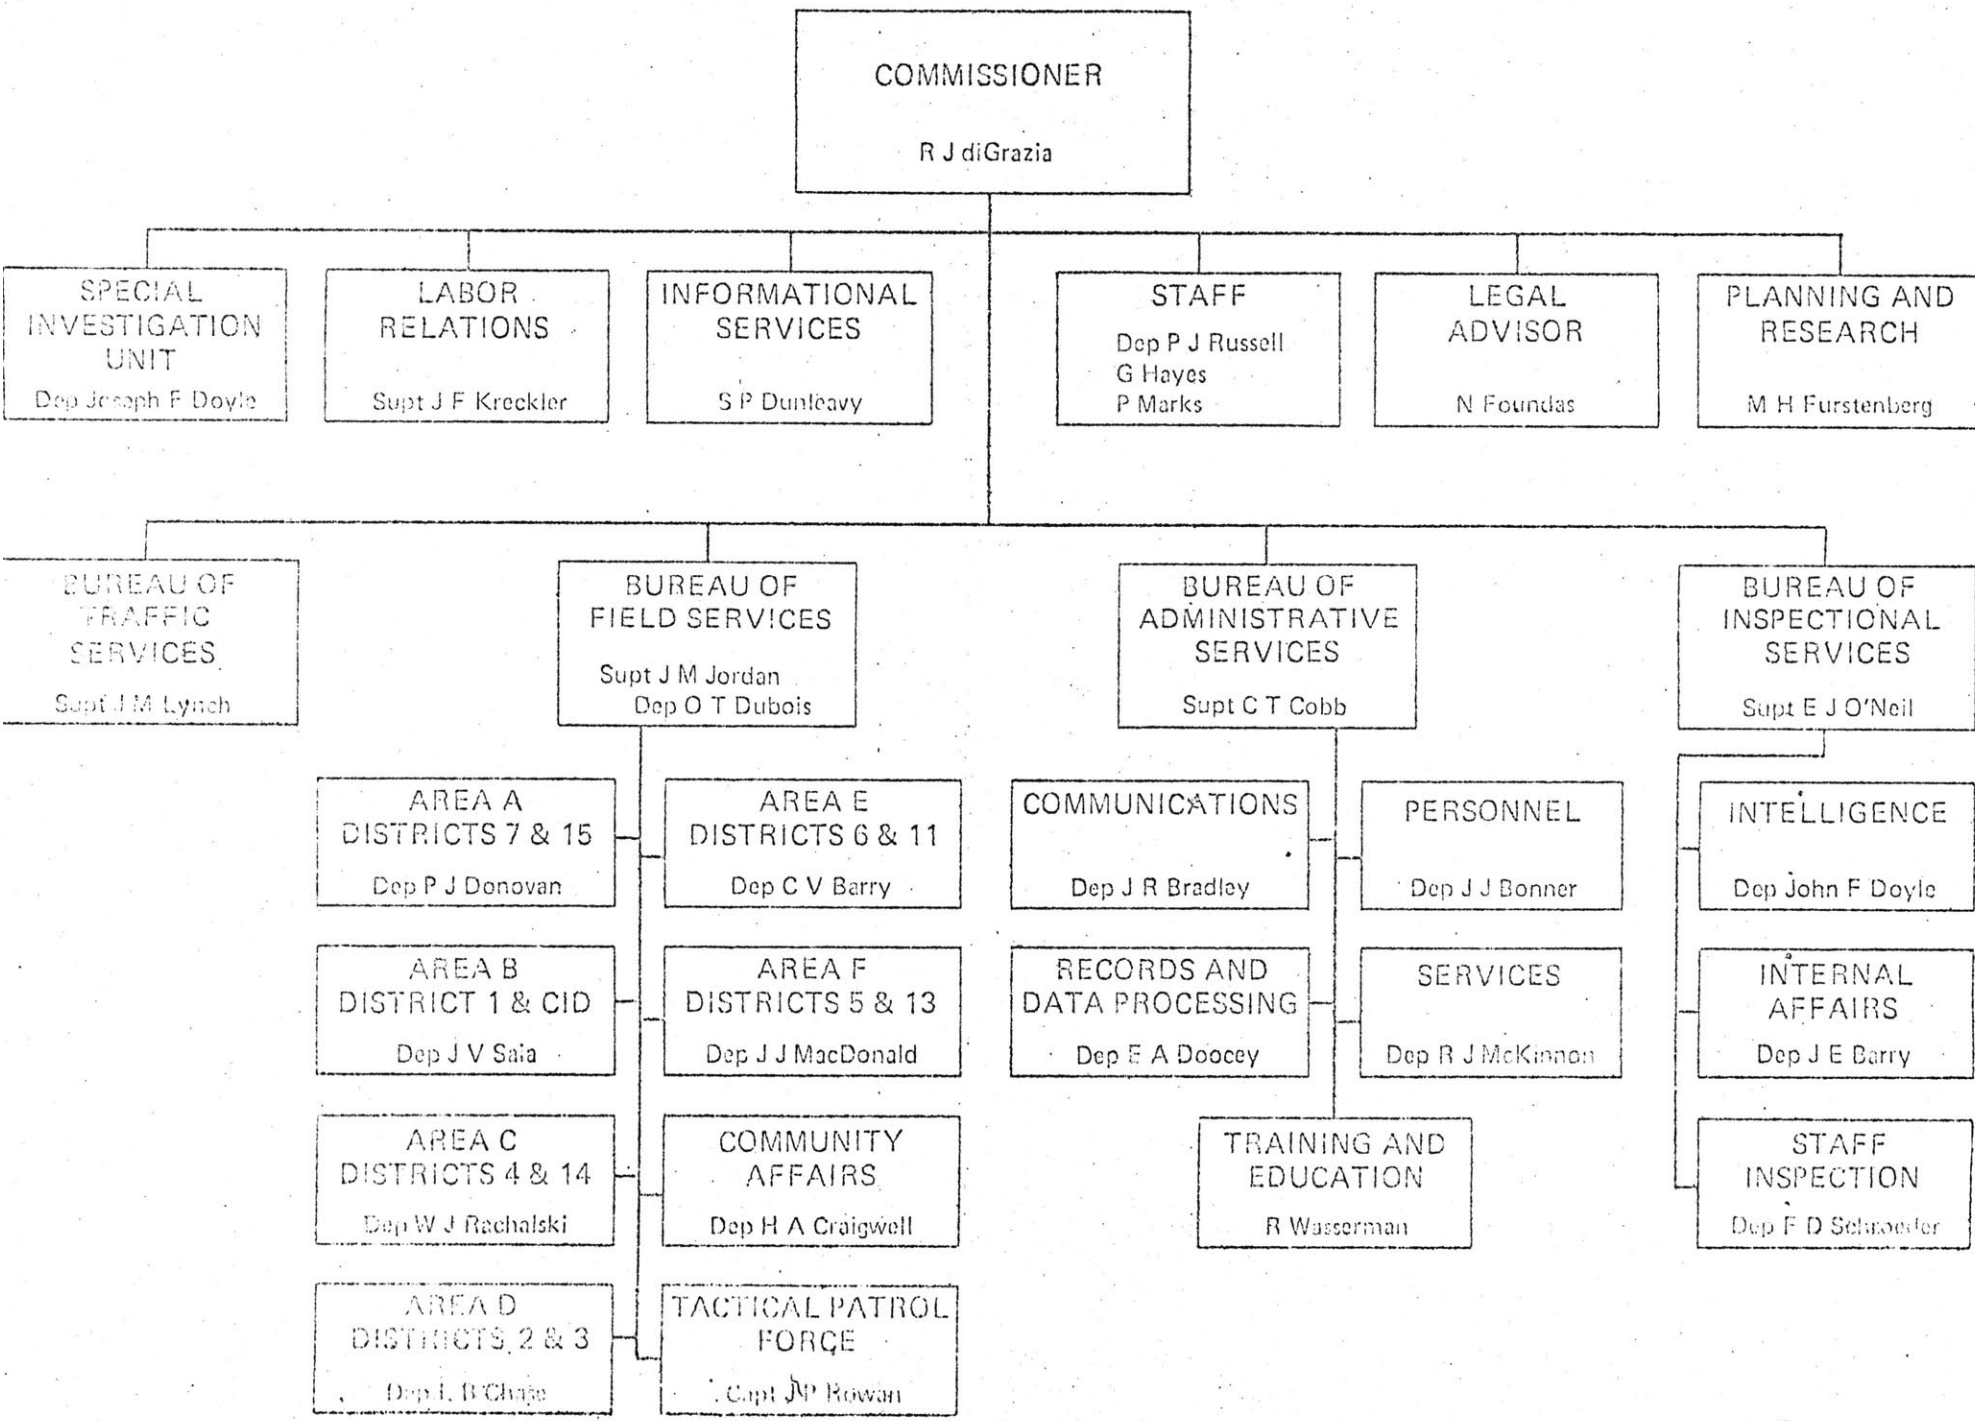 COMMISSIONER
R J diGrazia
SPECIAL
INVESTIGATION
UNIT
Dep Joseph F Doyle
LABOR
RELATIONS
Supt J F Kreckler
INFORMATIONAL
SERVICES
S P Dunleavy
STAFF
Dep P J Russell
G Hayes
P Marks
LEGAL
ADVISOR
N Foundas
PLANNING AND
RESEARCH
M H Furstenberg
BUREAU OF
TRAFFIC
SERVICES
Supt J M Lynch
BUREAU OF
FIELD SERVICES
Supt J M Jordan
Dep O T Dubois
BUREAU OF
ADMINISTRATIVE
SERVICES
Supt C T Cobb
BUREAU OF
INSPECTIONAL
SERVICES
Supt E J O'Neil
AREA A
DISTRICTS 7 & 15
Dep P J Donovan
AREA E
DISTRICTS 6 & 11
Dep C V Barry
COMMUNICATIONS
Dep J R Bradley
PERSONNEL
Dep J J Bonner
INTELLIGENCE
Dep John F Doyle
AREA B
DISTRICT 1 & CID
Dep J V Saia
AREA F
DISTRICTS 5 & 13
Dep J J MacDonald
RECORDS AND
DATA PROCESSING
Dep E A Doocey
SERVICES
Dep R J McKinnon
INTERNAL
AFFAIRS
Dep J E Barry
AREA C
DISTRICTS 4 & 14
Dep W J Rachalski
COMMUNITY
AFFAIRS
Dep H A Craigwell
TRAINING AND
EDUCATION
R Wasserman
STAFF
INSPECTION
Dep F D Schroeder
AREA D
DISTRICTS 2 & 3
Dep L B Chase
TACTICAL PATROL
FORCE
Capt J P Rowan